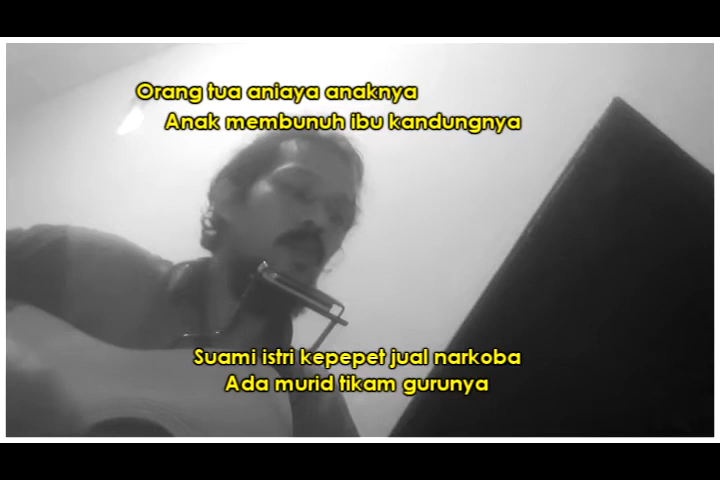 Orang tua aniaya anaknya
Anak membunuh ibu kandungnya
Suami istri kepepet jual narkoba
Ada murid tikam gurunya